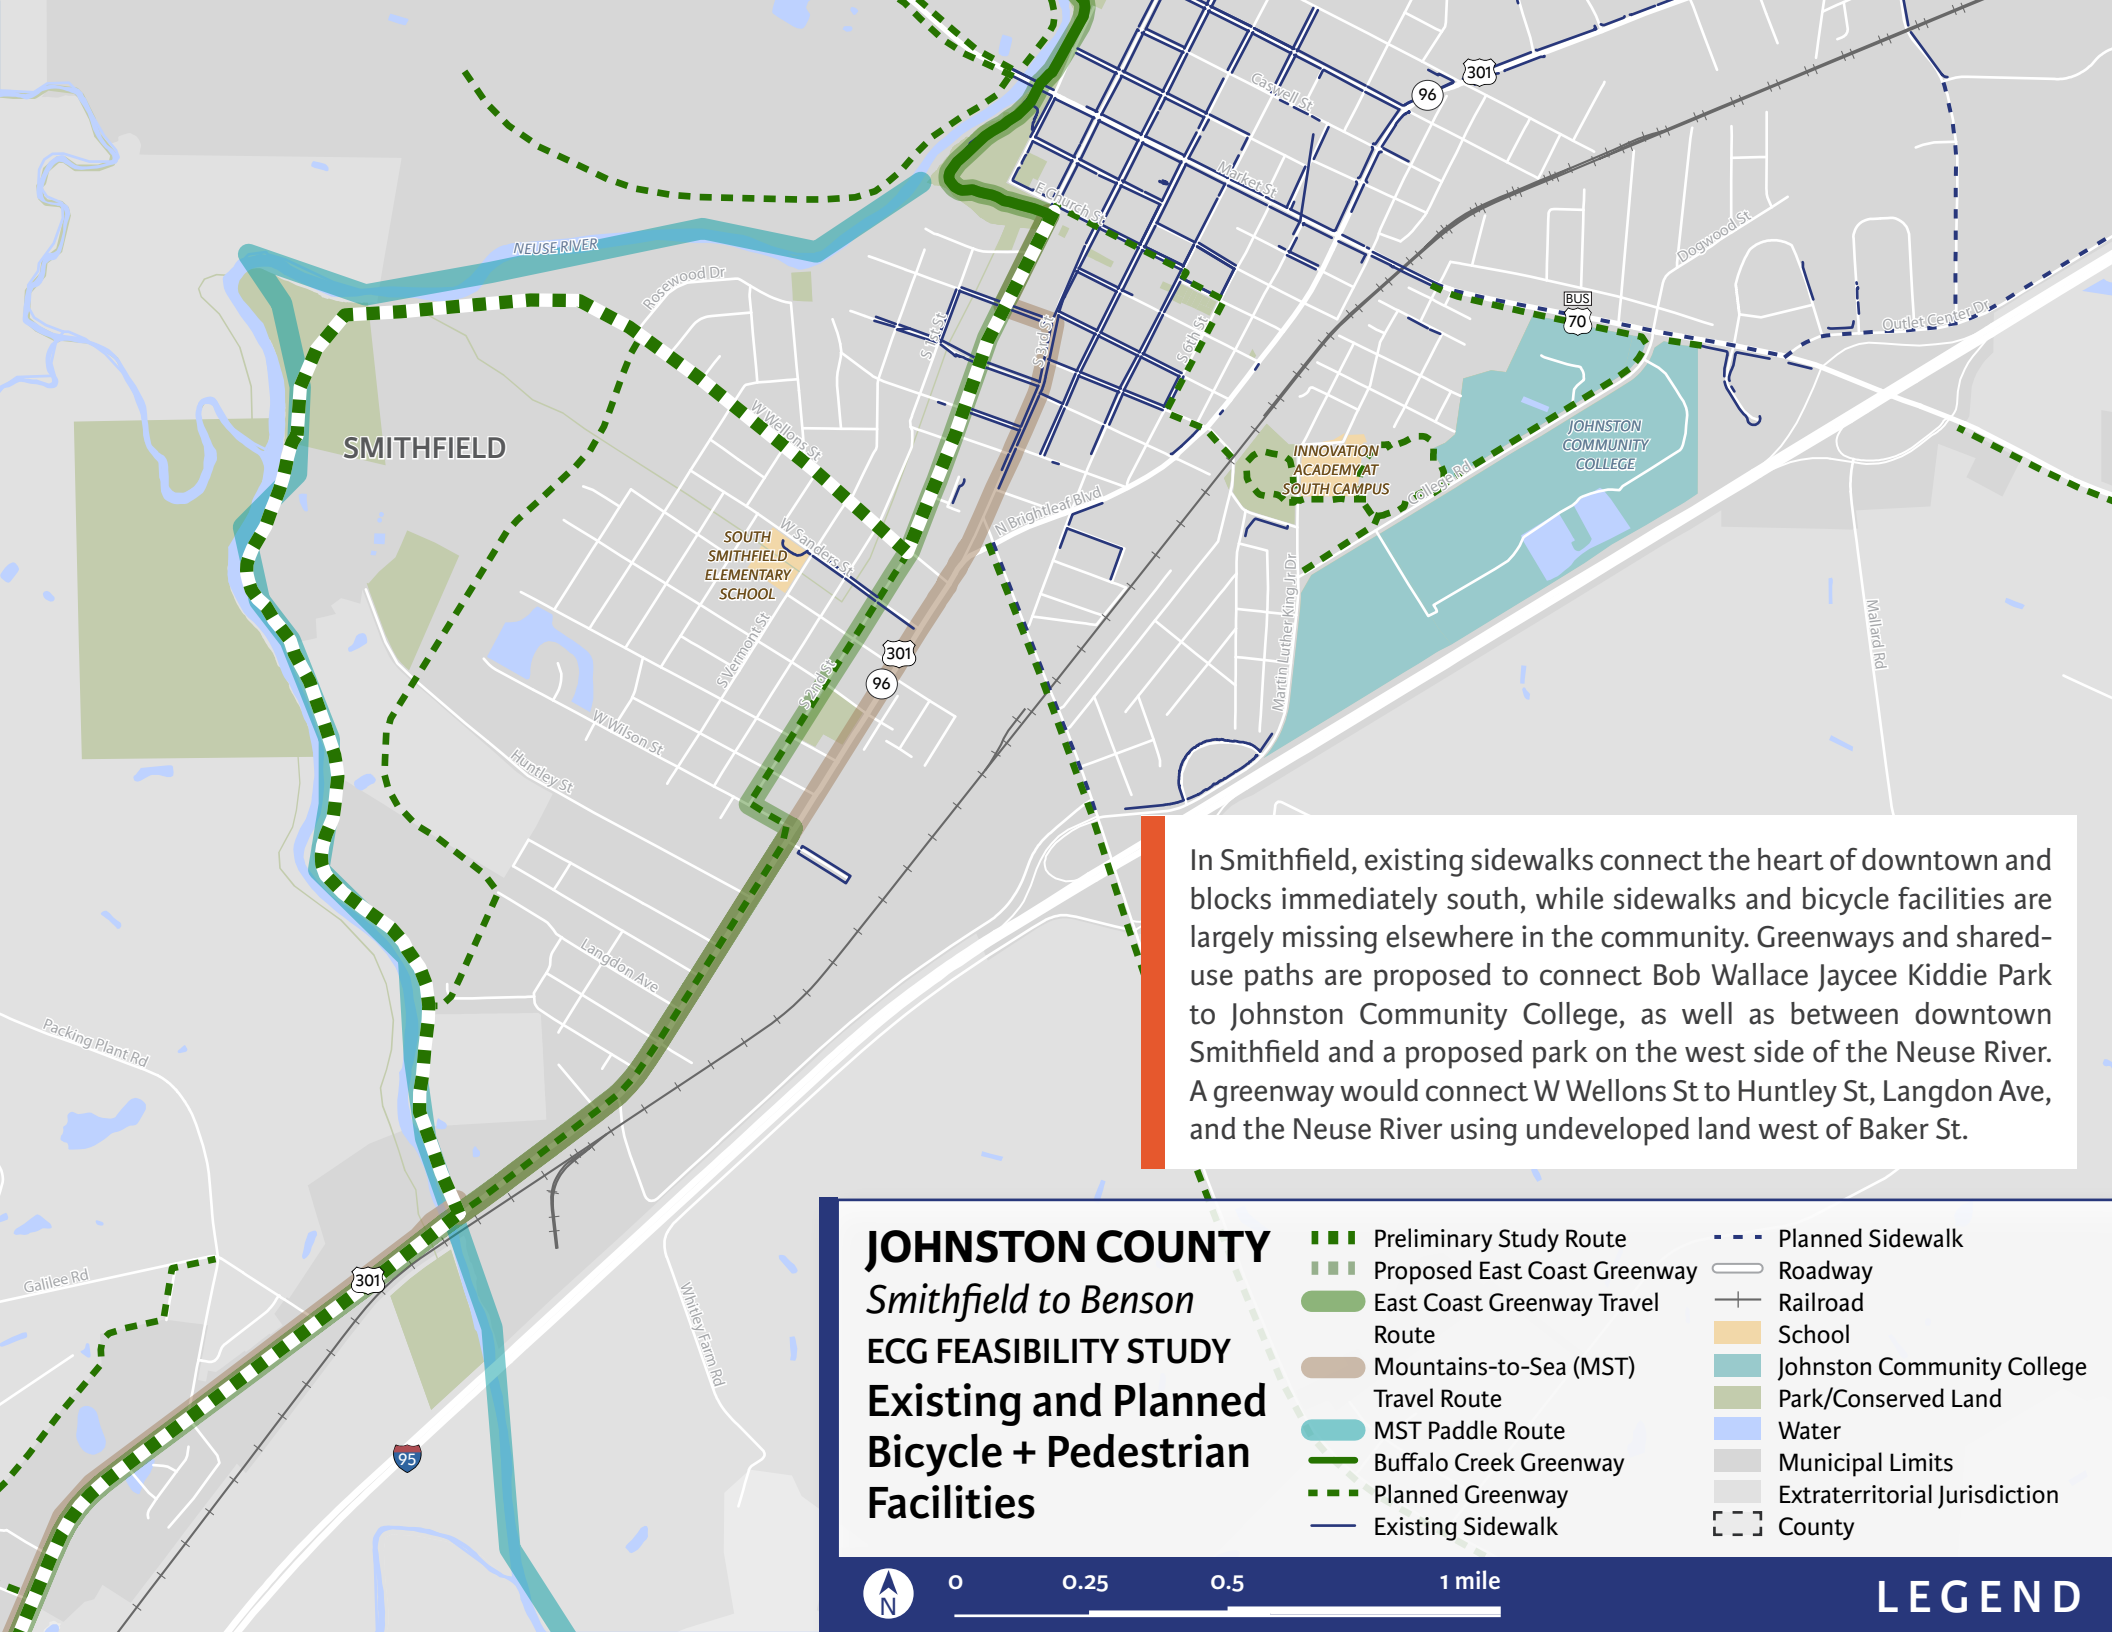 301
96
Caswell St
Market St
E Church St
NEUSE RIVER
Rosewood Dr
Dogwood St
BUS
70
Outlet Center Dr
S 1st St
S 3rd St
S 6th St
SMITHFIELD
W Wellons St
JOHNSTON
COMMUNITY
COLLEGE
INNOVATION
ACADEMY AT
SOUTH CAMPUS
College Rd
N Brightleaf Blvd
SOUTH
SMITHFIELD
ELEMENTARY
SCHOOL
W Sanders St
Martin Luther King Jr Dr
Mallard Rd
S Vermont St
S 2nd St
301
96
W Wilson St
Huntley St
Langdon Ave
Packing Plant Rd
Galilee Rd
301
Whitley Farm Rd
95
In Smithfield, existing sidewalks connect the heart of downtown and
blocks immediately south, while sidewalks and bicycle facilities are
largely missing elsewhere in the community. Greenways and shared-
use paths are proposed to connect Bob Wallace Jaycee Kiddie Park
to Johnston Community College, as well as between downtown
Smithfield and a proposed park on the west side of the Neuse River.
A greenway would connect W Wellons St to Huntley St, Langdon Ave,
and the Neuse River using undeveloped land west of Baker St.
JOHNSTON COUNTY
Smithfield to Benson
ECG FEASIBILITY STUDY
Existing and Planned
Bicycle + Pedestrian
Facilities
Preliminary Study Route
Proposed East Coast Greenway
East Coast Greenway Travel
Route
Mountains-to-Sea (MST)
Travel Route
MST Paddle Route
Buffalo Creek Greenway
Planned Greenway
Existing Sidewalk
Planned Sidewalk
Roadway
Railroad
School
Johnston Community College
Park/Conserved Land
Water
Municipal Limits
Extraterritorial Jurisdiction
County
N
0 0.25 0.5 1 mile
LEGEND